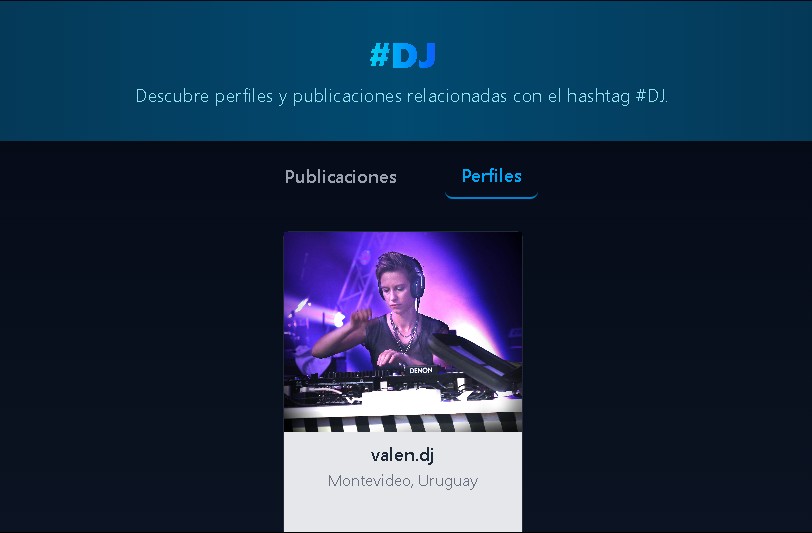 #DJ
Descubre perfiles y publicaciones relacionadas con el hashtag #DJ.
Publicaciones Perfiles
DENON
valen.dj
Montevideo, Uruguay